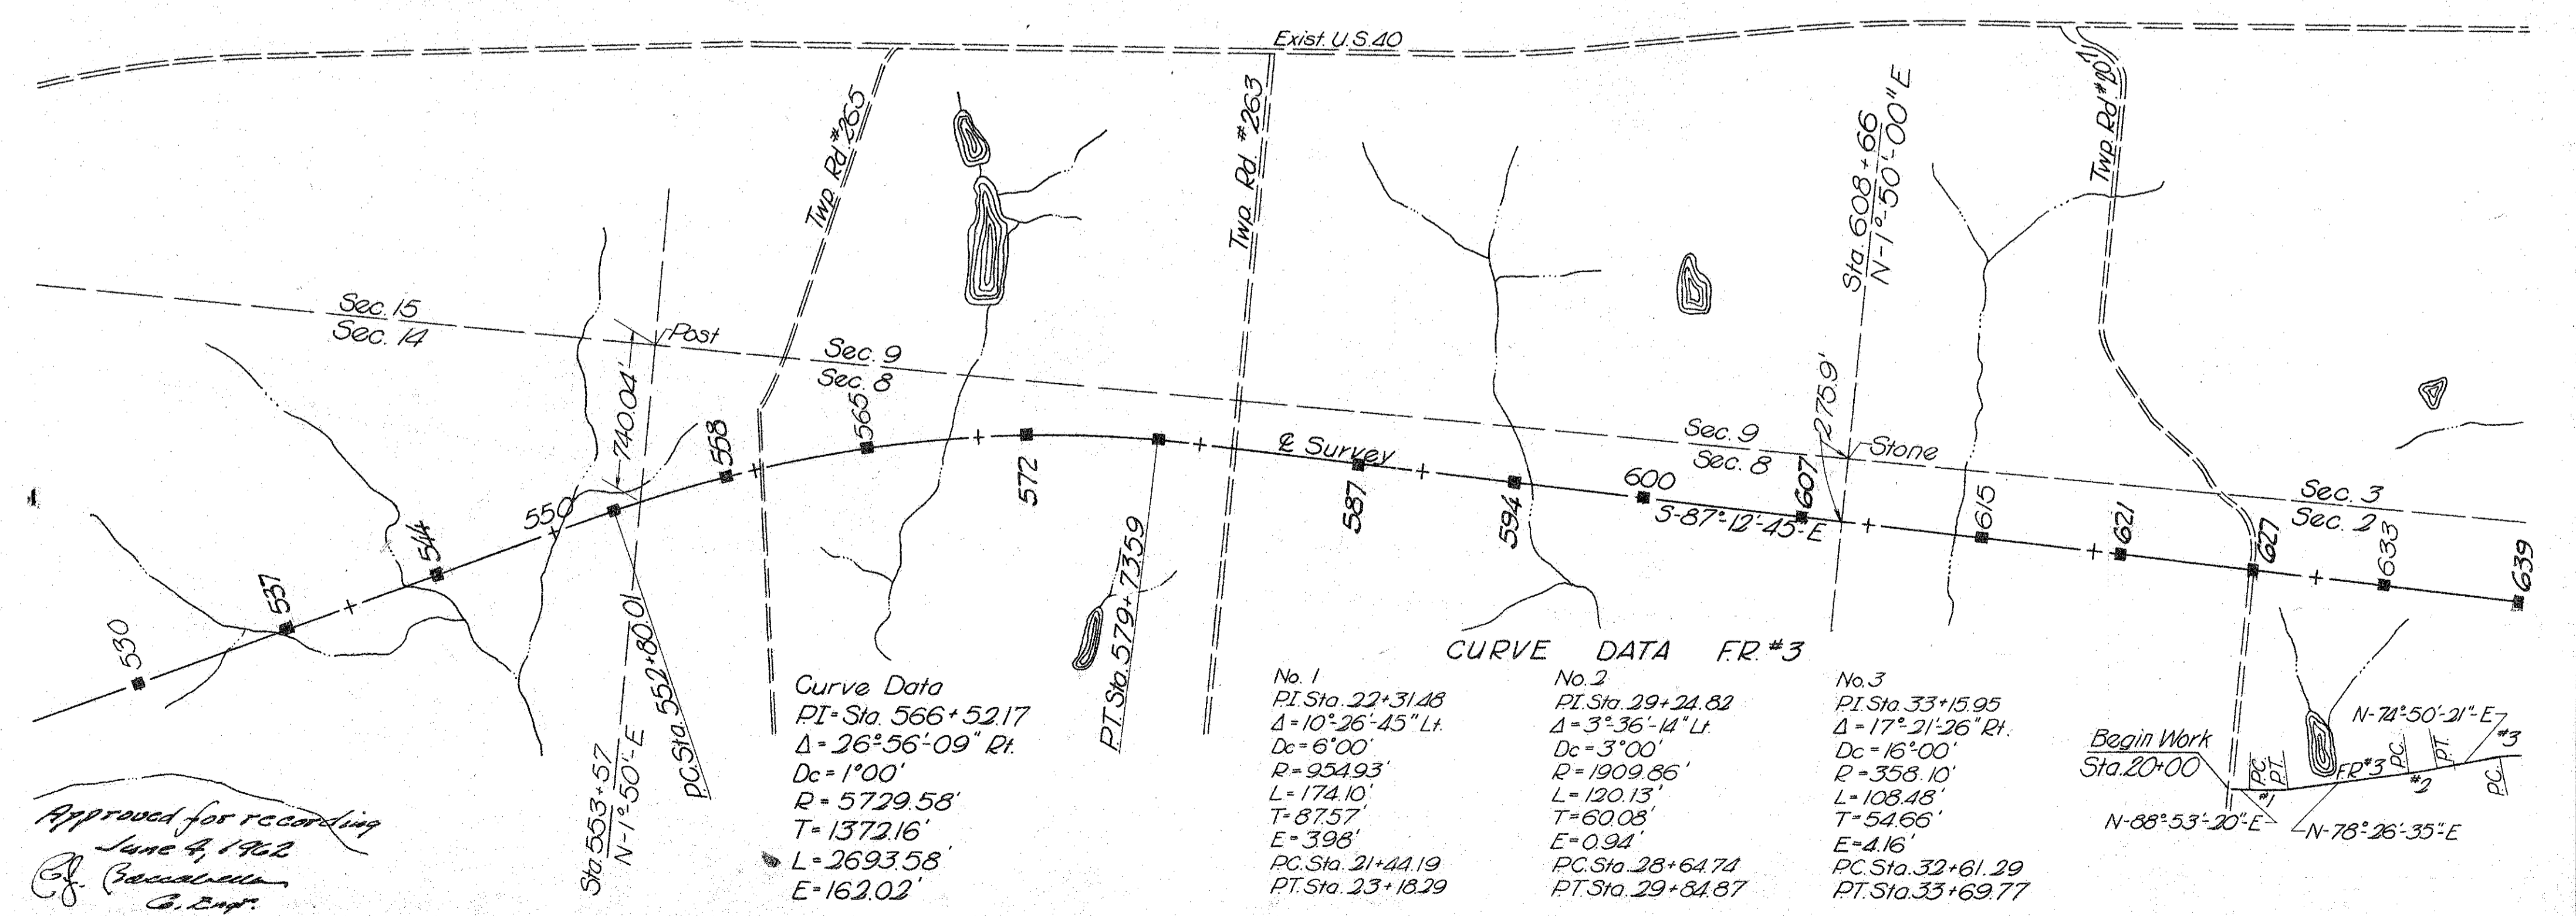 Exist. U.S. 40
Twp. Rd. #265
Twp. Rd. #263
Sta. 608+66
N-1°-50'-00"E
Sec. 15
Sec. 14
Post
740.04'
Sec. 9
Sec. 8
275.9'
Sec. 9
Sec. 8
Stone
Sec. 3
Sec. 2
℄ Survey
S-87°-12'-45"-E
530
537
544
550
558
565
572
587
594
600
607
615
621
627
633
639
Sta. 553+57
N-1°-50'-E
P.C. Sta. 552+80.01
P.T. Sta. 579+73.59
Curve Data
P.I = Sta. 566+52.17
Δ = 26°-56'-09" Rt.
Dc = 1°00'
R = 5729.58'
T = 1372.16'
L = 2693.58'
E = 162.02'
CURVE DATA F.R. #3
No. 1
P.I. Sta. 22+31.48
Δ = 10°-26'-45" Lt.
Dc = 6°00'
R = 954.93'
L = 174.10'
T = 87.57'
E = 3.98'
P.C. Sta. 21+44.19
P.T. Sta. 23+18.29
No. 2
P.I. Sta. 29+24.82
Δ = 3°-36'-14" Lt.
Dc = 3°00'
R = 1909.86'
L = 120.13'
T = 60.08'
E = 0.94'
P.C. Sta. 28+64.74
P.T. Sta. 29+84.87
No. 3
P.I. Sta. 33+15.95
Δ = 17°-21'-26" Rt.
Dc = 16°-00'
R = 358.10'
L = 108.48'
T = 54.66'
E = 4.16'
P.C. Sta. 32+61.29
P.T. Sta. 33+69.77
Begin Work
Sta. 20+00
P.C.
P.T.
#1
F.R. #3
P.C.
#2
P.T.
N-74°-50'-21"-E
#3
P.C.
N-88°-53'-20"-E
N-78°-26'-35"-E
Twp. Rd.
Approved for recording
June 4, 1962
Engr.